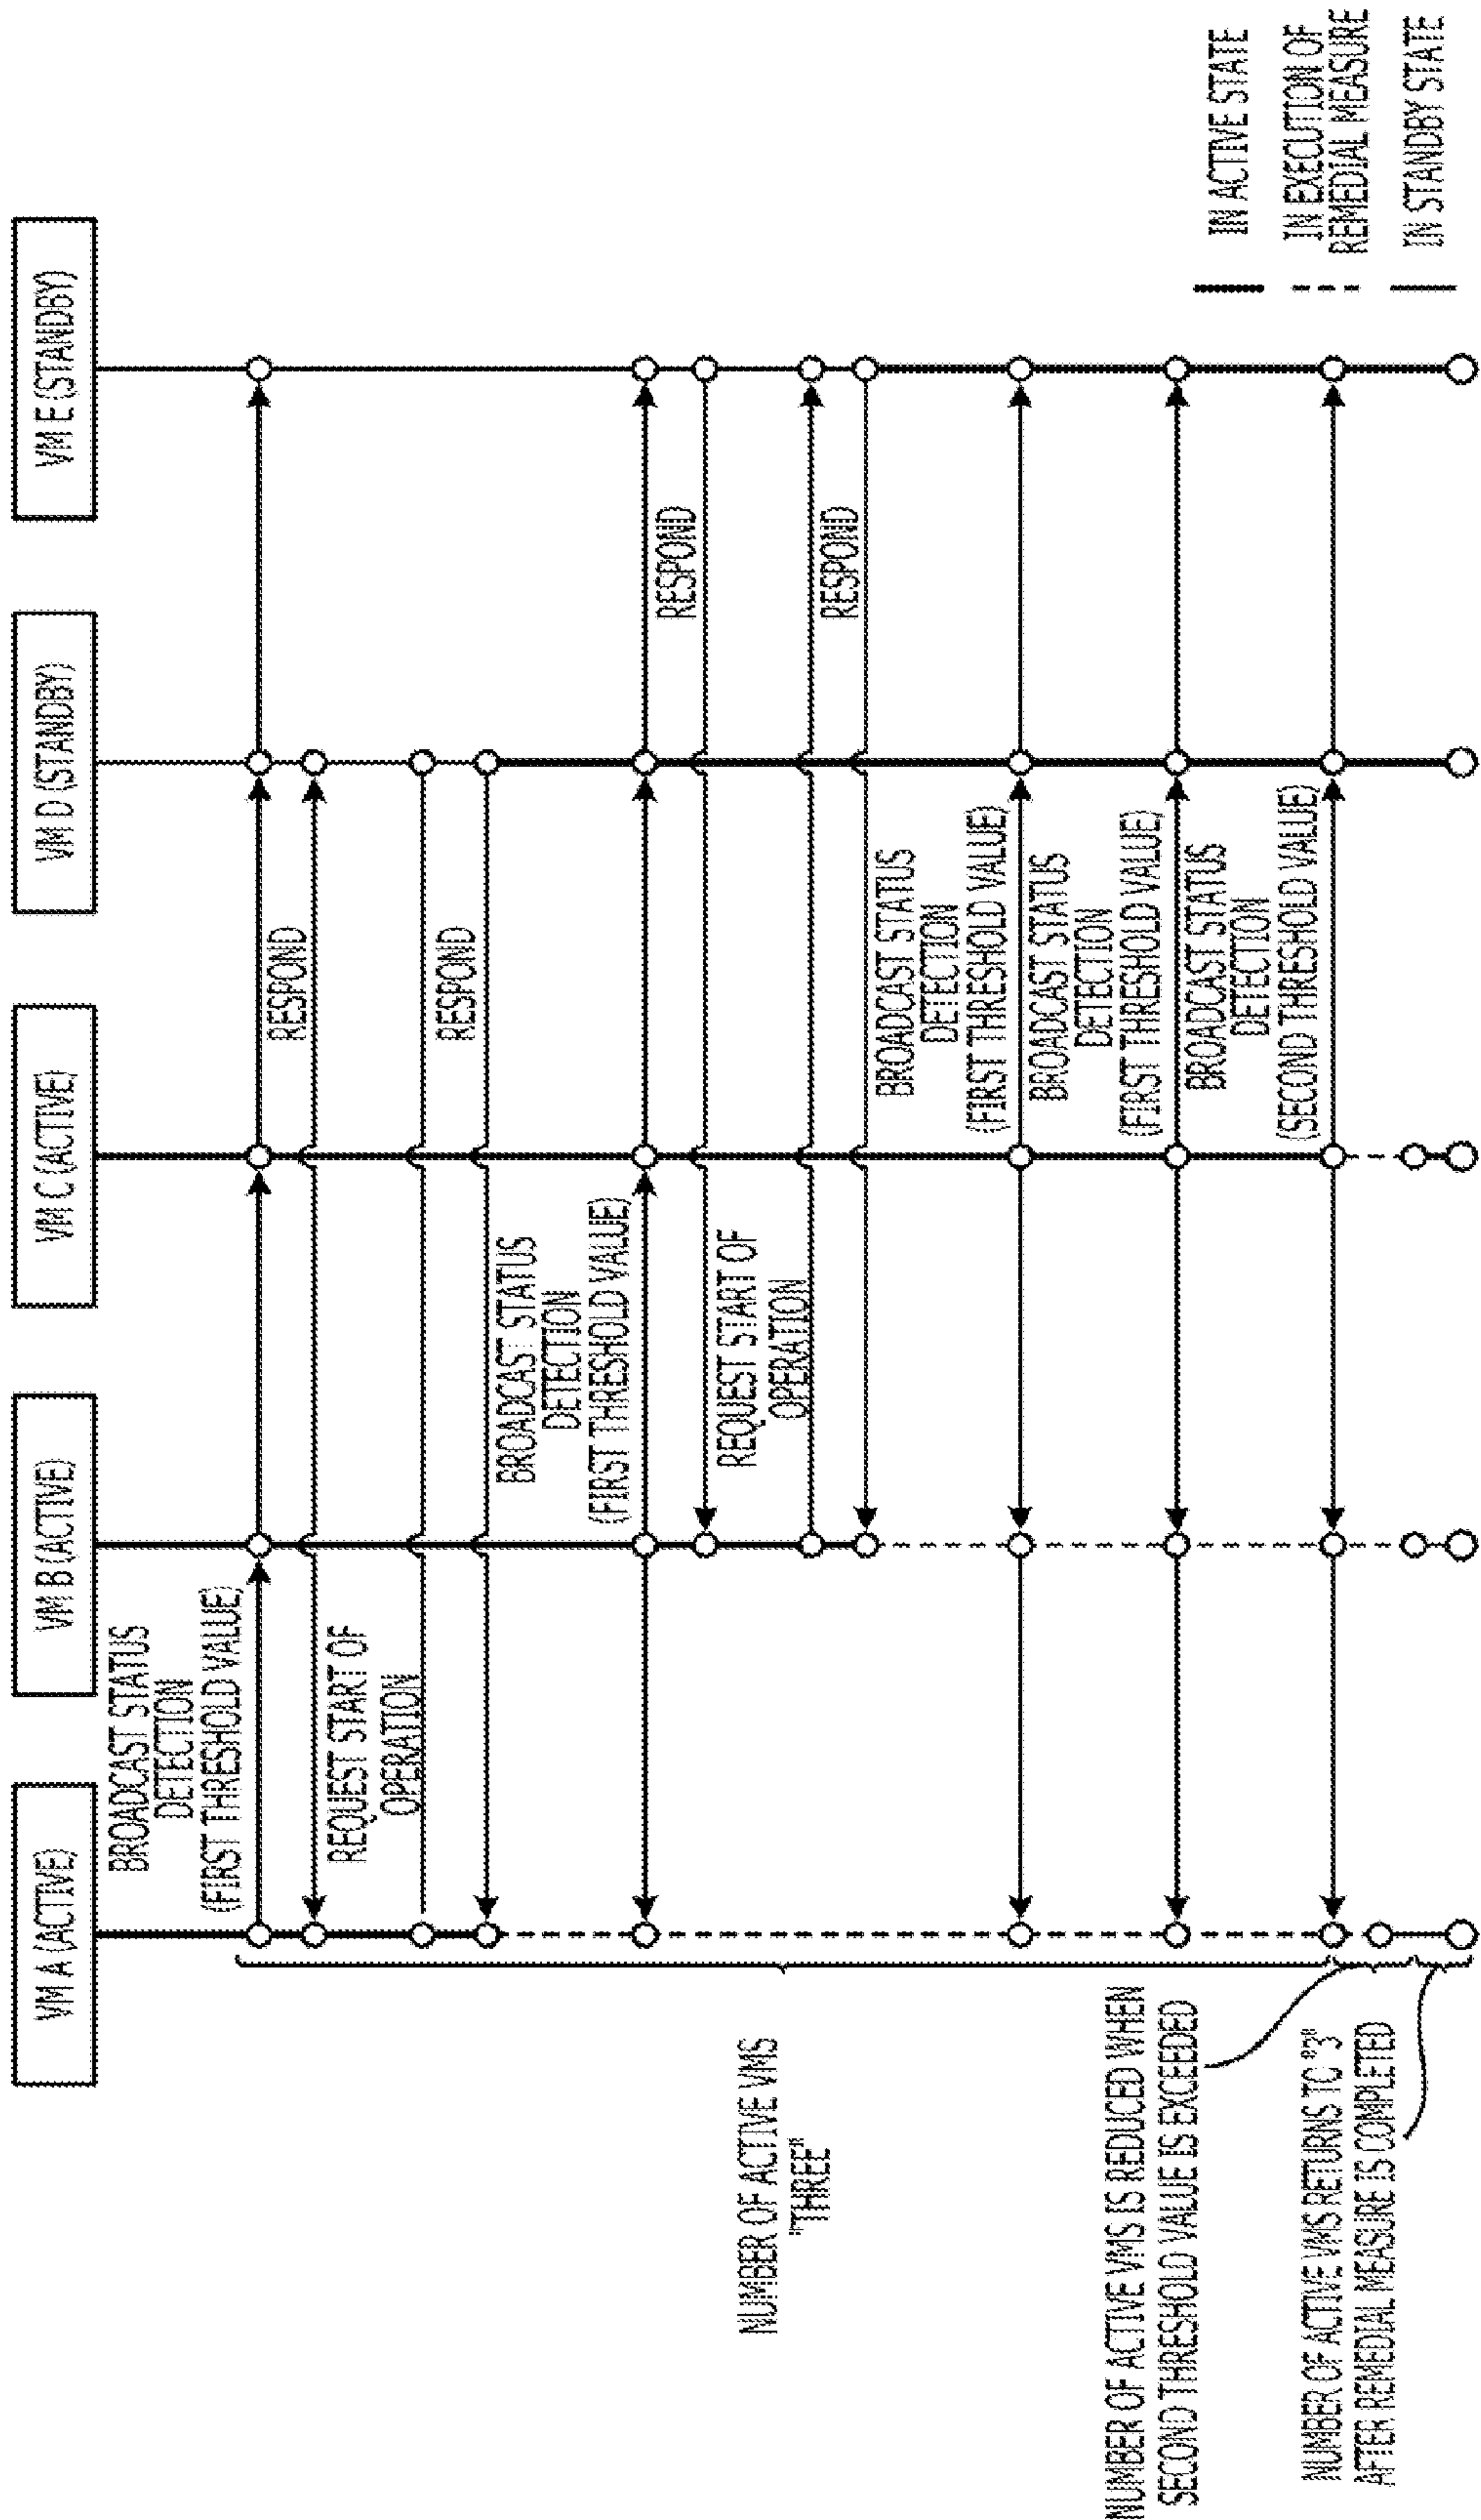 VM A (ACTIVE)
VM B (ACTIVE)
VM C (ACTIVE)
VM D (STANDBY)
VM E (STANDBY)
BROADCAST STATUS
DETECTION
(FIRST THRESHOLD VALUE)
RESPOND
REQUEST START OF
OPERATION
RESPOND
BROADCAST STATUS
DETECTION
(FIRST THRESHOLD VALUE)
RESPOND
REQUEST START OF
OPERATION
RESPOND
BROADCAST STATUS
DETECTION
(FIRST THRESHOLD VALUE)
BROADCAST STATUS
DETECTION
(FIRST THRESHOLD VALUE)
BROADCAST STATUS
DETECTION
(SECOND THRESHOLD VALUE)
NUMBER OF ACTIVE VMS
"THREE"
NUMBER OF ACTIVE VMS IS REDUCED WHEN
SECOND THRESHOLD VALUE IS EXCEEDED
NUMBER OF ACTIVE VMS RETURNS TO "3"
AFTER REMEDIAL MEASURE IS COMPLETED
IN ACTIVE STATE
IN EXECUTION OF
REMEDIAL MEASURE
IN STANDBY STATE